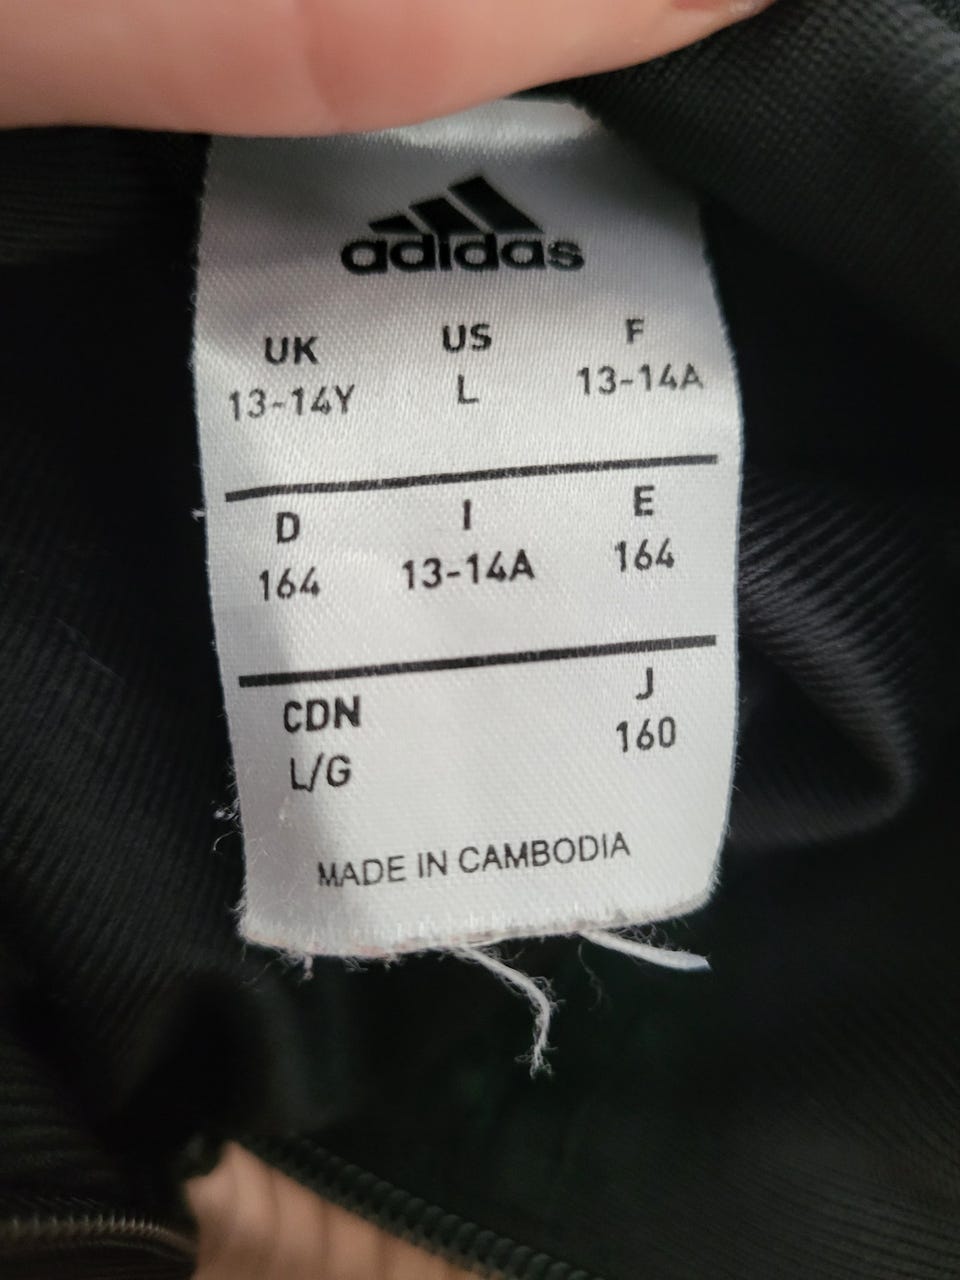 adidas
UK US F
13-14Y L 13-14A
D I E
164 13-14A 164
CDN J
L/G 160
MADE IN CAMBODIA